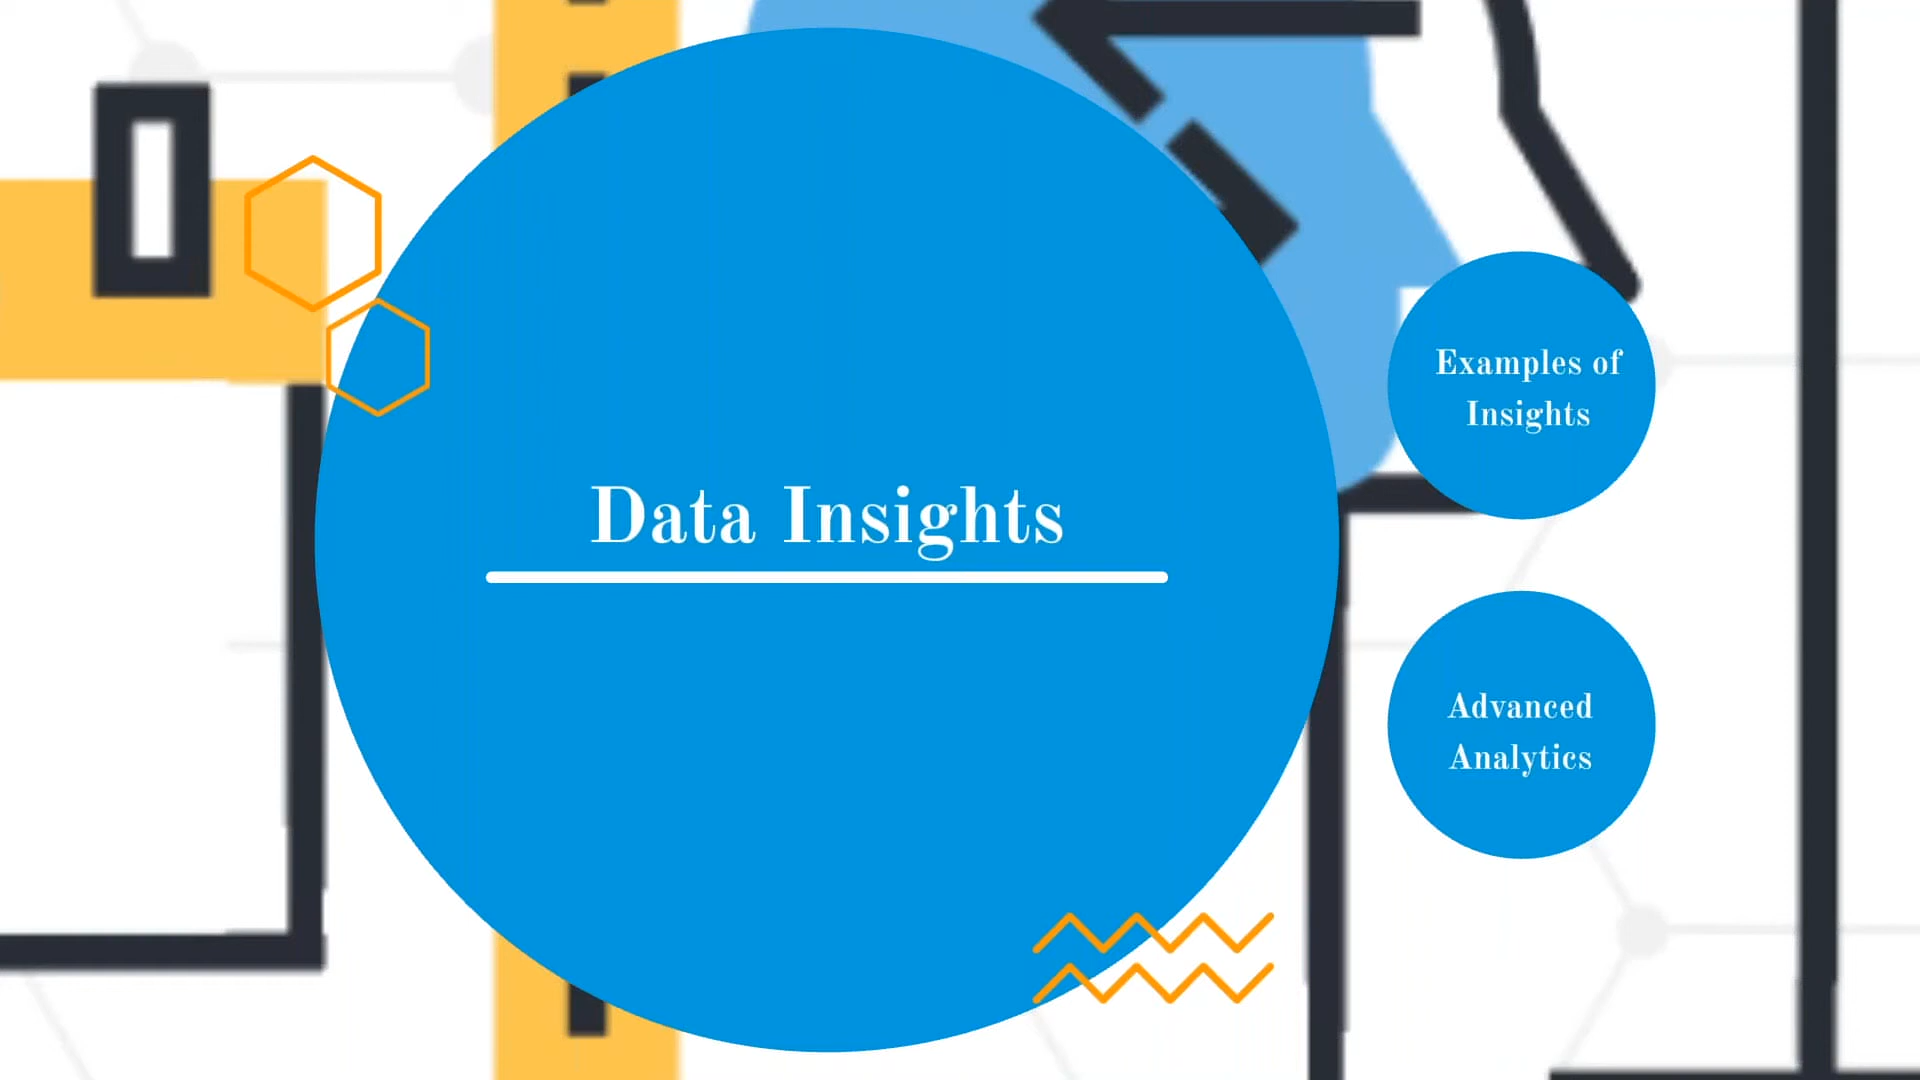 Data Insights
Examples of
Insights
Advanced
Analytics